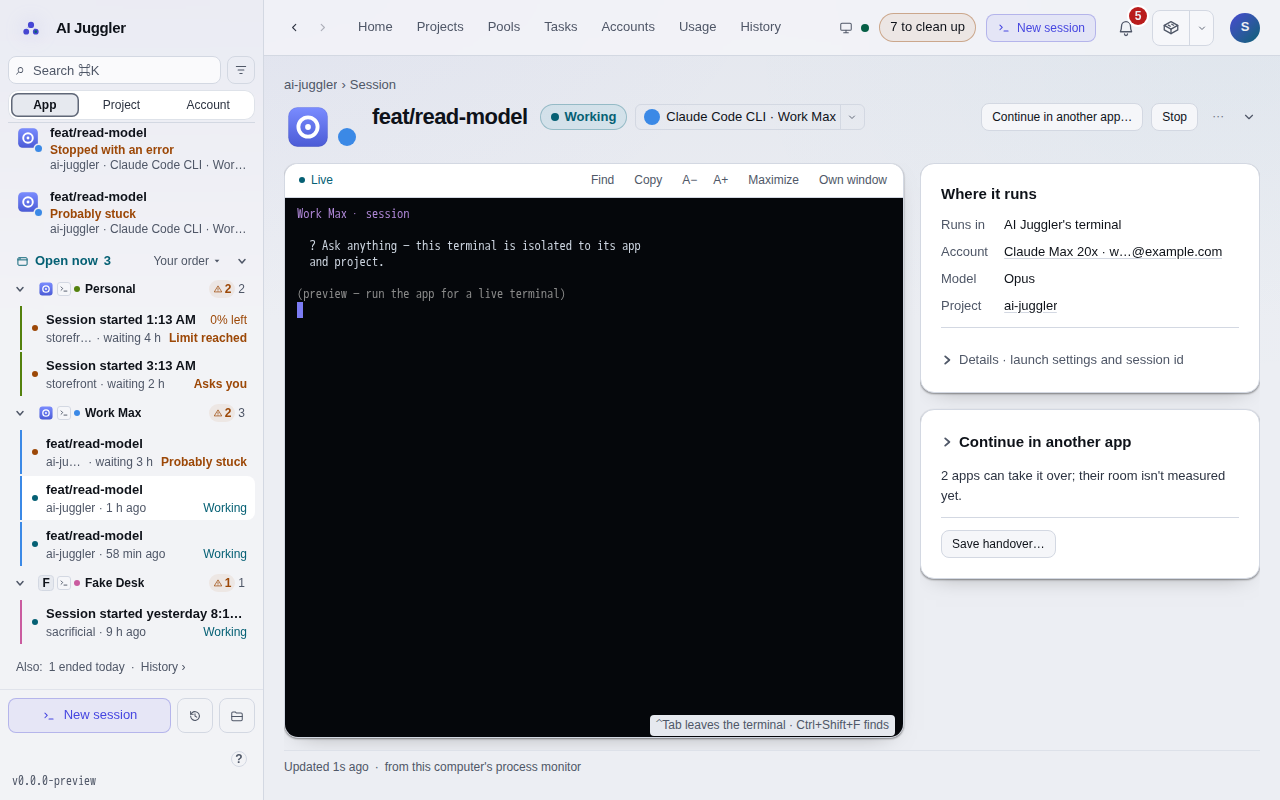 AI Juggler
Search ⌘K
App Project Account
feat/read-model
Stopped with an error
ai-juggler · Claude Code CLI · Wor…
feat/read-model
Probably stuck
ai-juggler · Claude Code CLI · Wor…
Open now 3 Your order
Personal 2 2
Session started 1:13 AM 0% left
storefr… · waiting 4 h Limit reached
Session started 3:13 AM
storefront · waiting 2 h Asks you
Work Max 2 3
feat/read-model
ai-ju… · waiting 3 h Probably stuck
feat/read-model
ai-juggler · 1 h ago Working
feat/read-model
ai-juggler · 58 min ago Working
F Fake Desk 1 1
Session started yesterday 8:1…
sacrificial · 9 h ago Working
Also: 1 ended today · History ›
New session
?
v0.0.0-preview
Home Projects Pools Tasks Accounts Usage History
7 to clean up
New session
5
S
ai-juggler › Session
feat/read-model Working Claude Code CLI · Work Max
Continue in another app… Stop ···
Live Find Copy A− A+ Maximize Own window
Work Max · session
? Ask anything — this terminal is isolated to its app
and project.
(preview — run the app for a live terminal)
^Tab leaves the terminal · Ctrl+Shift+F finds
Where it runs
Runs in AI Juggler's terminal
Account Claude Max 20x · w…@example.com
Model Opus
Project ai-juggler
Details · launch settings and session id
Continue in another app
2 apps can take it over; their room isn't measured
yet.
Save handover…
Updated 1s ago · from this computer's process monitor